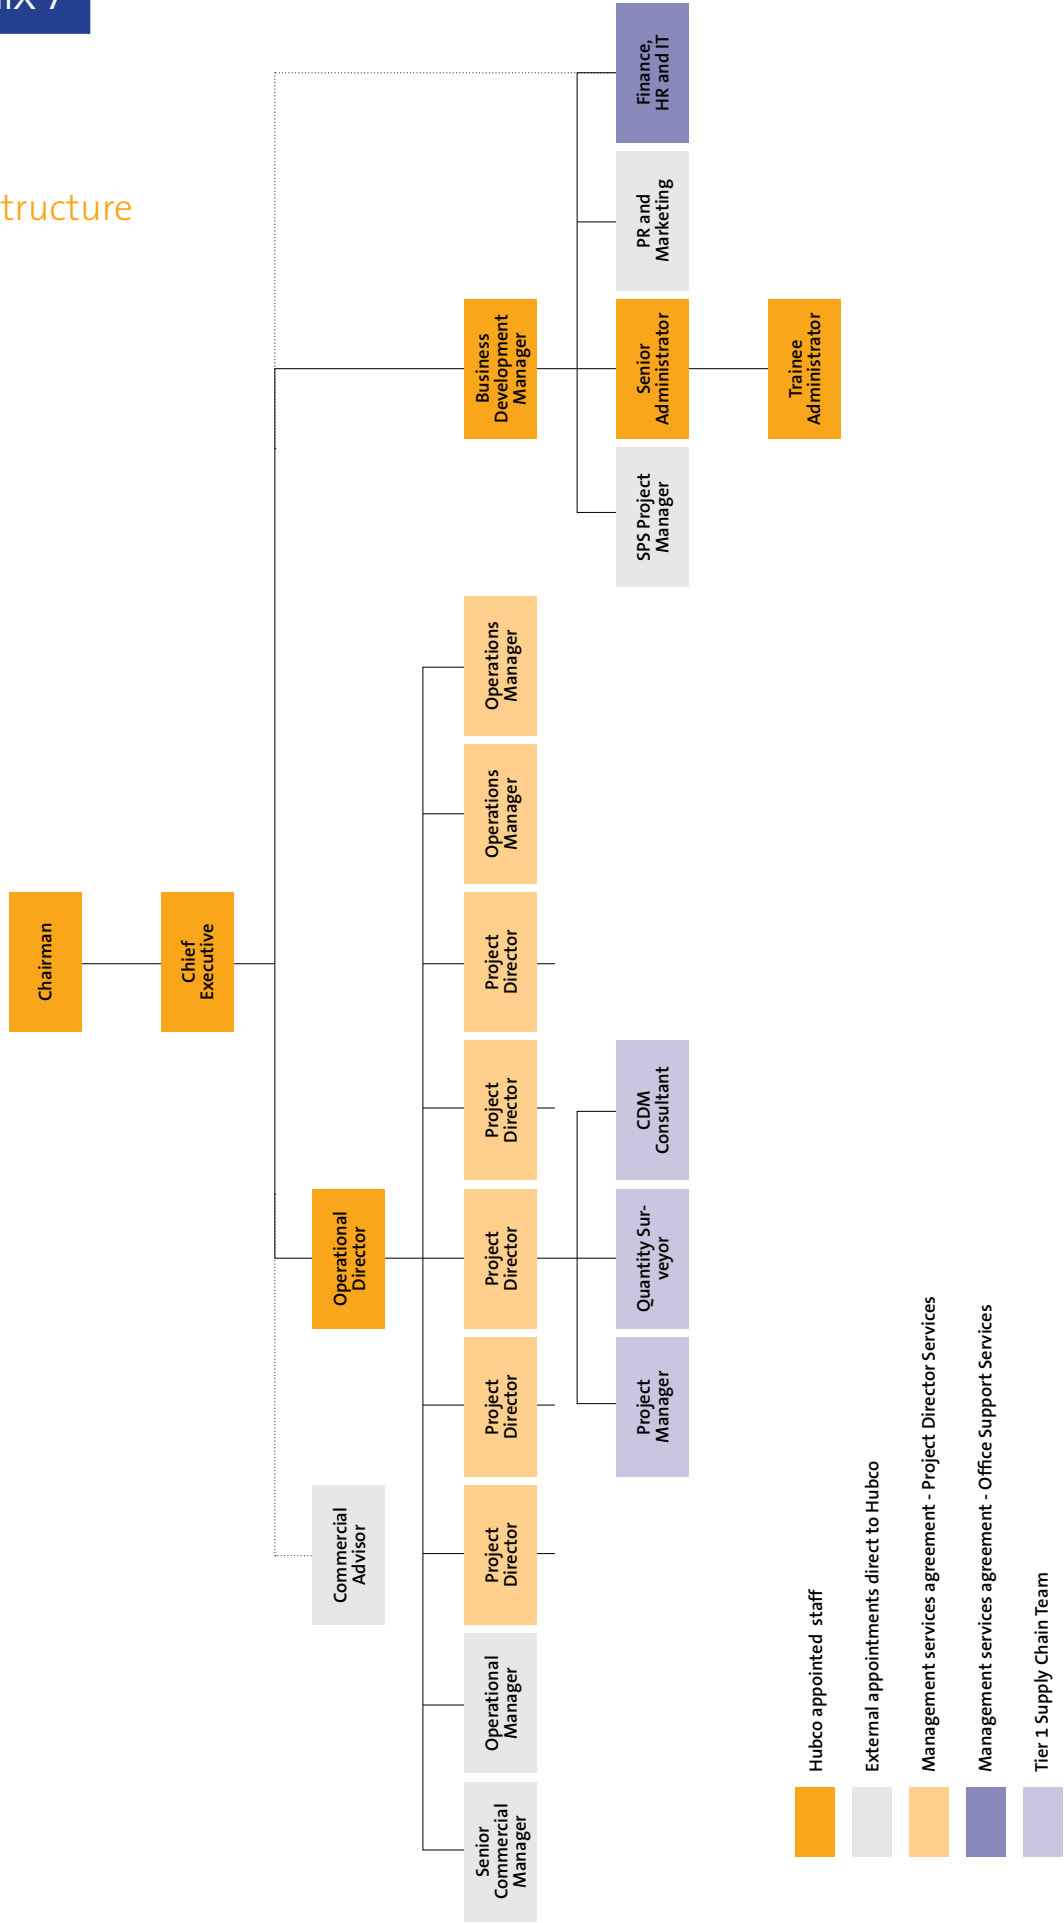 ix 7
tructure
Chairman
Chief
Executive
Commercial
Advisor
Operational
Director
Senior
Commercial
Manager
Operational
Manager
Project
Director
Project
Director
Project
Director
Project
Director
Project
Director
Operations
Manager
Operations
Manager
Business
Development
Manager
Project
Manager
Quantity Sur-
veyor
CDM
Consultant
SPS Project
Manager
Senior
Administrator
PR and
Marketing
Finance,
HR and IT
Trainee
Administrator
Hubco appointed staff
External appointments direct to Hubco
Management services agreement - Project Director Services
Management services agreement - Office Support Services
Tier 1 Supply Chain Team